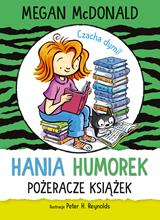 MEGAN McDONALD
Czacha dymi!
HANIA HUMOREK
POŻERACZE KSIĄŻEK
Ilustracje Peter H. Reynolds